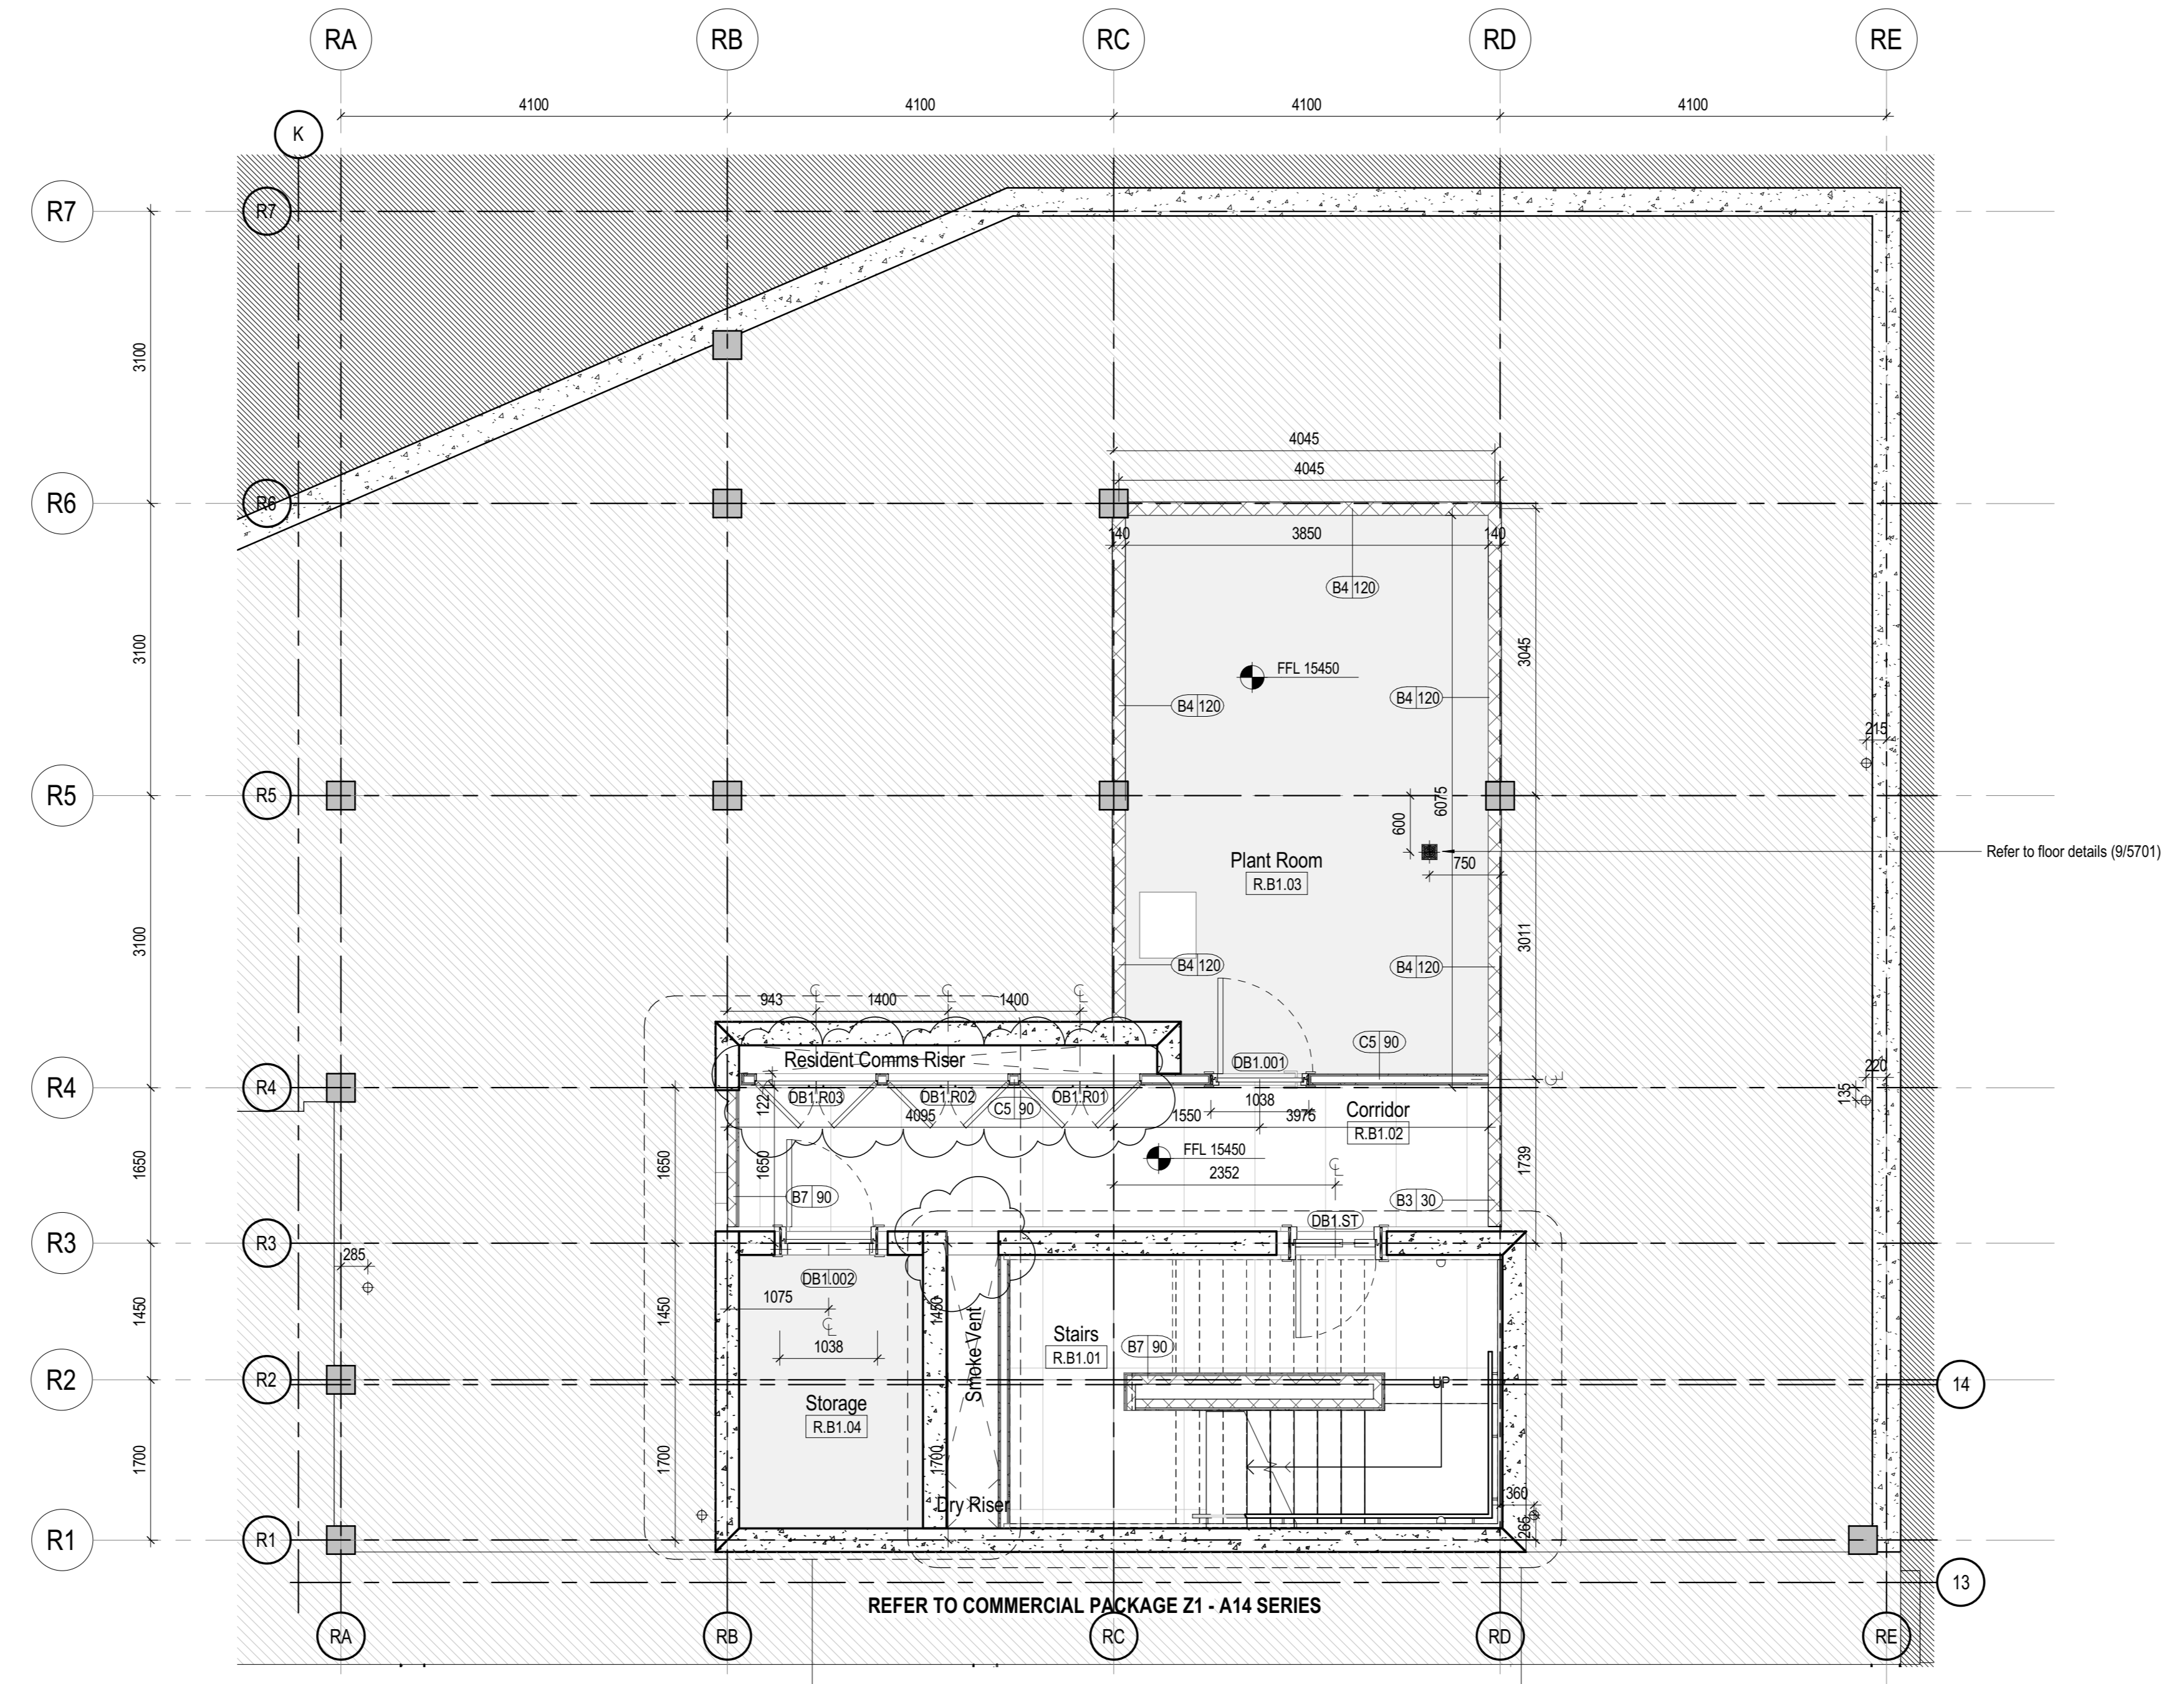 RA RB RC RD RE
4100 4100 4100 4100
K
R7 R7
3100
4045
4045
R6 R6
140 3850 140
B4 120
3100
3045
FFL 15450
B4 120 B4 120
215
R5 R5
6075
600
Plant Room
R.B1.03
750
Refer to floor details (9/5701)
3100
3011
B4 120 B4 120
943 1400 1400
C5 90
Resident Comms Riser
DB1.001
220
R4 R4
135
122
DB1.R03 DB1.R02 C5 90 DB1.R01
4095 1550 1038 3975
Corridor
R.B1.02
FFL 15450
2352
1650 1650 1650
1739
B7 90
B3 30
DB1.ST
R3 R3
285
DB1.002
1075
1450 1450 1450
1038
Smoke Vent
Stairs
R.B1.01
B7 90
R2 R2
UP
14
Storage
R.B1.04
1700 1700 1700
Dry Riser
360
265
R1 R1
13
REFER TO COMMERCIAL PACKAGE Z1 - A14 SERIES
RA RB RC RD RE